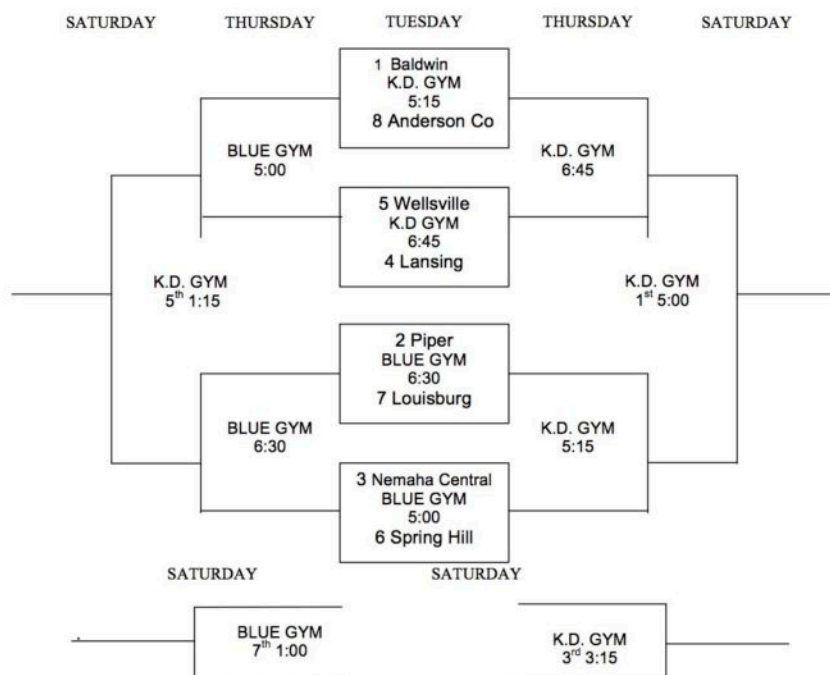 SATURDAY THURSDAY TUESDAY THURSDAY SATURDAY
1 Baldwin
K.D. GYM
5:15
8 Anderson Co
BLUE GYM
5:00
K.D. GYM
6:45
5 Wellsville
K.D GYM
6:45
4 Lansing
K.D. GYM
5th 1:15
K.D. GYM
1st 5:00
2 Piper
BLUE GYM
6:30
7 Louisburg
BLUE GYM
6:30
K.D. GYM
5:15
3 Nemaha Central
BLUE GYM
5:00
6 Spring Hill
SATURDAY SATURDAY
BLUE GYM
7th 1:00
K.D. GYM
3rd 3:15